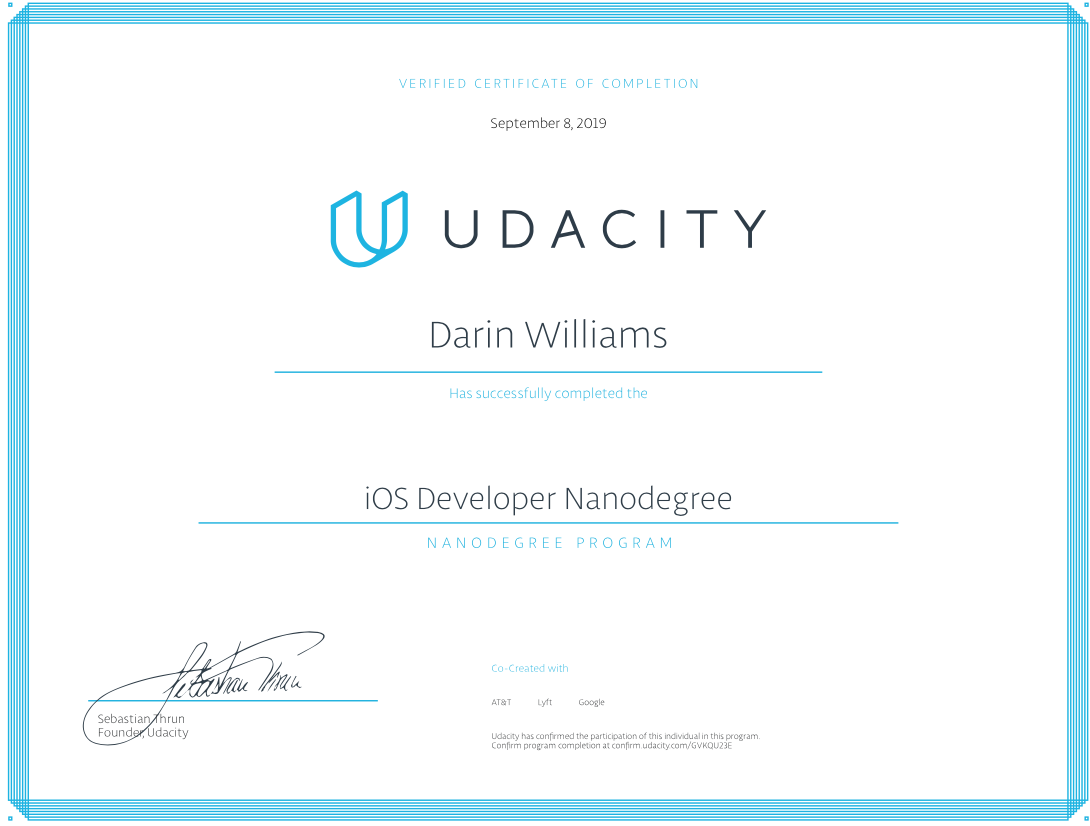 VERIFIED CERTIFICATE OF COMPLETION
September 8, 2019
UDACITY
Darin Williams
Has successfully completed the
iOS Developer Nanodegree
NANODEGREE PROGRAM
Sebastian Thrun
Sebastian Thrun
Founder, Udacity
Co-Created with
AT&T Lyft Google
Udacity has confirmed the participation of this individual in this program.
Confirm program completion at confirm.udacity.com/GVKQU23E